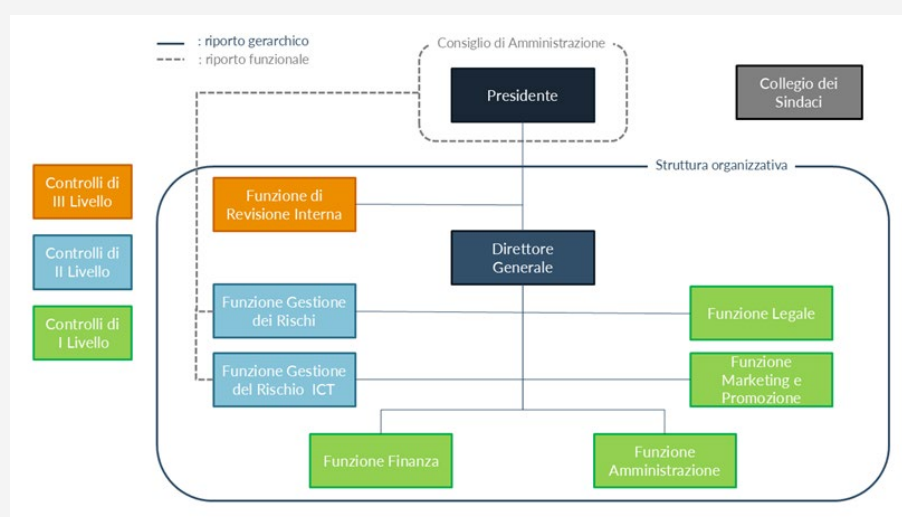 : riporto gerarchico
: riporto funzionale
Consiglio di Amministrazione
Presidente
Collegio dei
Sindaci
Struttura organizzativa
Controlli di
III Livello
Funzione di
Revisione Interna
Controlli di
II Livello
Direttore
Generale
Controlli di
I Livello
Funzione Gestione
dei Rischi
Funzione Legale
Funzione Gestione
del Rischio ICT
Funzione
Marketing e
Promozione
Funzione Finanza
Funzione
Amministrazione